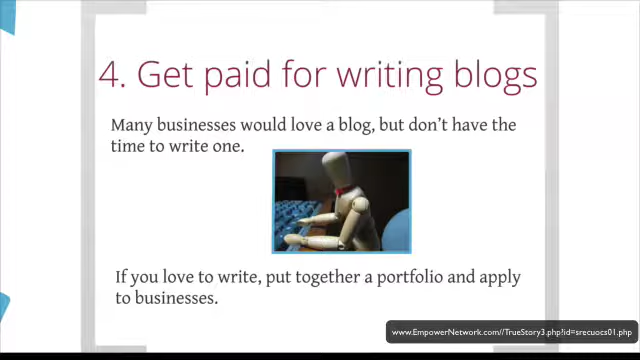 4. Get paid for writing blogs
Many businesses would love a blog, but don't have the
time to write one.
If you love to write, put together a portfolio and apply
to businesses.
www.EmpowerNetwork.com//TrueStory3.php?id=srecuocs01.php